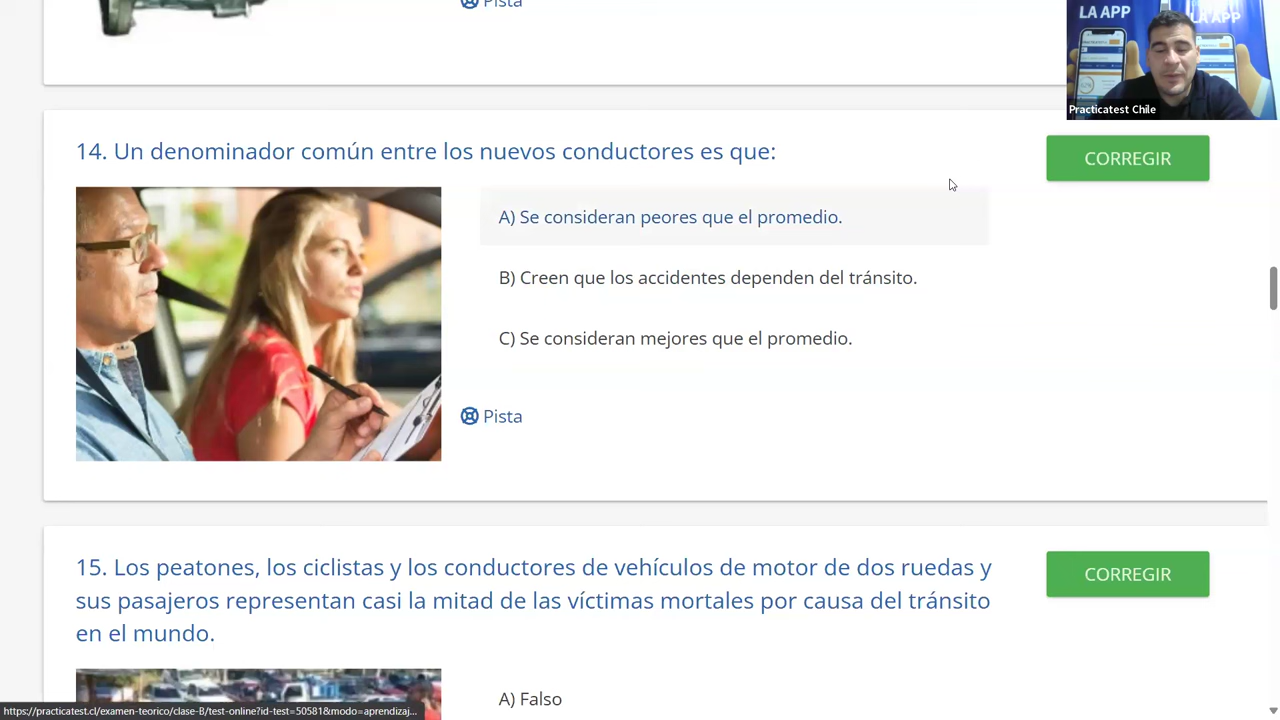 Pista
LA APP
LA APP
Practicatest Chile
14. Un denominador común entre los nuevos conductores es que:
CORREGIR
A) Se consideran peores que el promedio.
B) Creen que los accidentes dependen del tránsito.
C) Se consideran mejores que el promedio.
Pista
15. Los peatones, los ciclistas y los conductores de vehículos de motor de dos ruedas y
sus pasajeros representan casi la mitad de las víctimas mortales por causa del tránsito
en el mundo.
CORREGIR
A) Falso
https://practicatest.cl/examen-teorico/clase-B/test-online?id-test=50581&modo=aprendizaj...